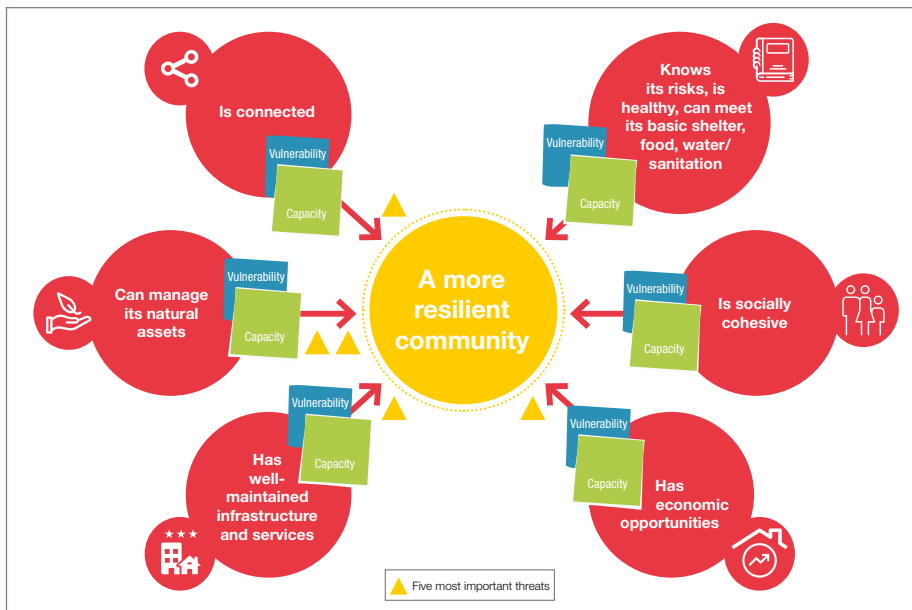 Is connected
Vulnerability
Capacity
Knows
its risks, is
healthy, can meet
its basic shelter,
food, water/
sanitation
Vulnerability
Capacity
Can manage
its natural
assets
Vulnerability
Capacity
A more
resilient
community
Vulnerability
Capacity
Is socially
cohesive
Vulnerability
Capacity
Has
well-
maintained
infrastructure
and services
Vulnerability
Capacity
Has
economic
opportunities
Five most important threats